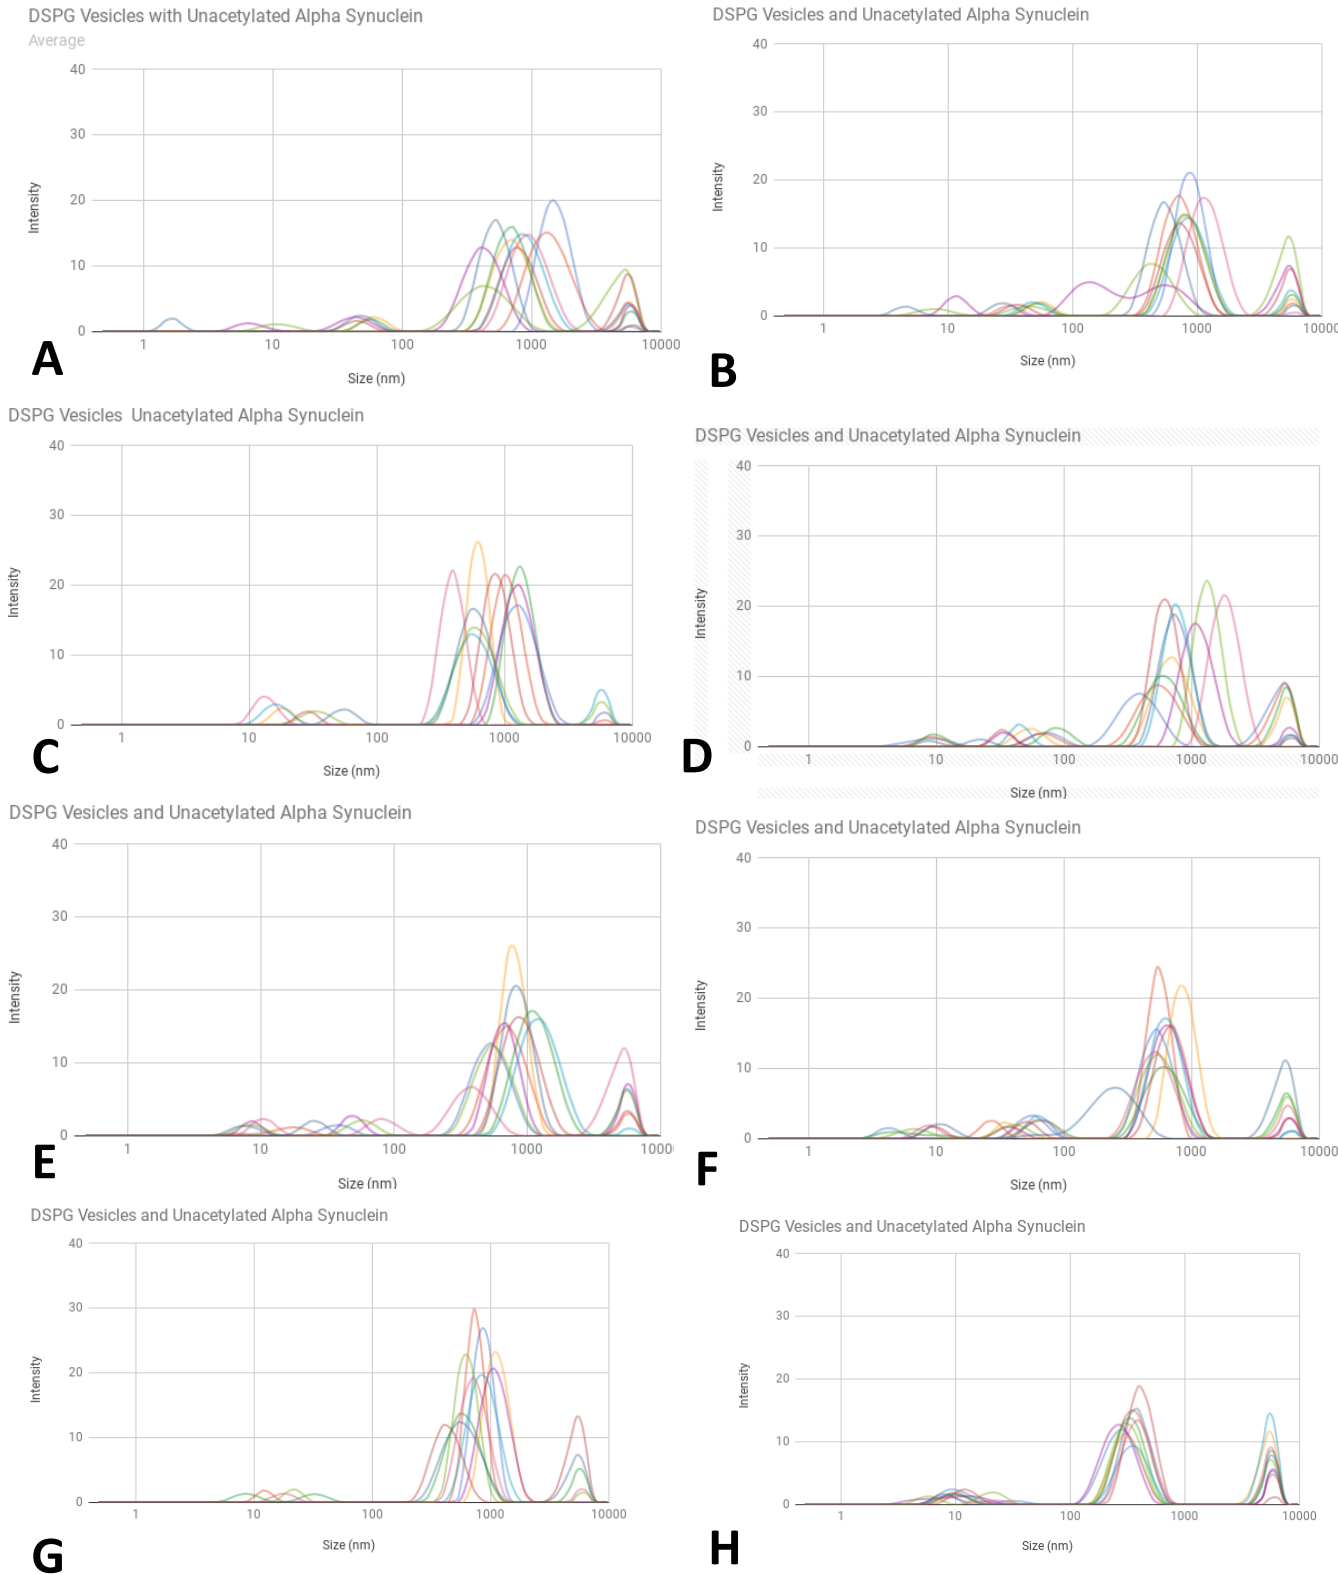 DSPG Vesicles with Unacetylated Alpha Synuclein
Average
40
30
20
10
0
Intensity
1 10 100 1000 10000
Size (nm)
A
DSPG Vesicles and Unacetylated Alpha Synuclein
40
30
20
10
0
Intensity
1 10 100 1000 10000
Size (nm)
B
DSPG Vesicles Unacetylated Alpha Synuclein
40
30
20
10
0
Intensity
1 10 100 1000 10000
Size (nm)
C
DSPG Vesicles and Unacetylated Alpha Synuclein
40
30
20
10
0
Intensity
1 10 100 1000 10000
Size (nm)
D
DSPG Vesicles and Unacetylated Alpha Synuclein
40
30
20
10
0
Intensity
1 10 100 1000 10000
Size (nm)
E
DSPG Vesicles and Unacetylated Alpha Synuclein
40
30
20
10
0
Intensity
1 10 100 1000 10000
Size (nm)
F
DSPG Vesicles and Unacetylated Alpha Synuclein
40
30
20
10
0
Intensity
1 10 100 1000 10000
Size (nm)
G
DSPG Vesicles and Unacetylated Alpha Synuclein
40
30
20
10
0
Intensity
1 10 100 1000 10000
Size (nm)
H